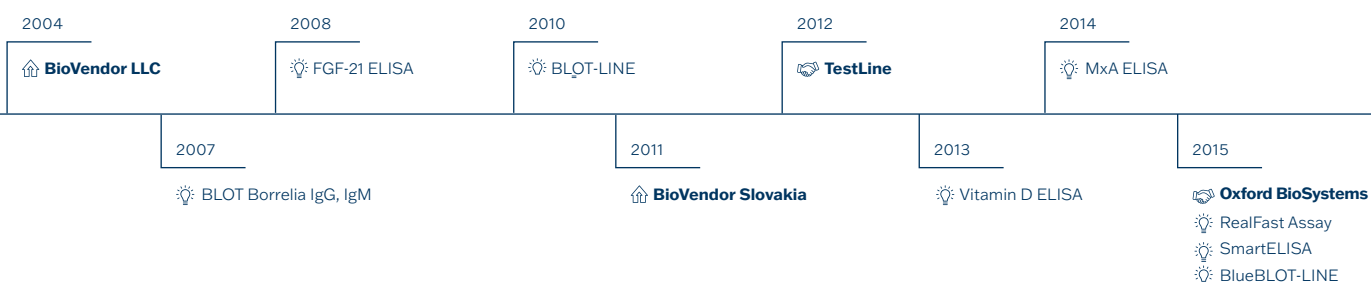 2004
BioVendor LLC
2007
BLOT Borrelia IgG, IgM
2008
FGF-21 ELISA
2010
BLOT-LINE
2011
BioVendor Slovakia
2012
TestLine
2013
Vitamin D ELISA
2014
MxA ELISA
2015
Oxford BioSystems
RealFast Assay
SmartELISA
BlueBLOT-LINE